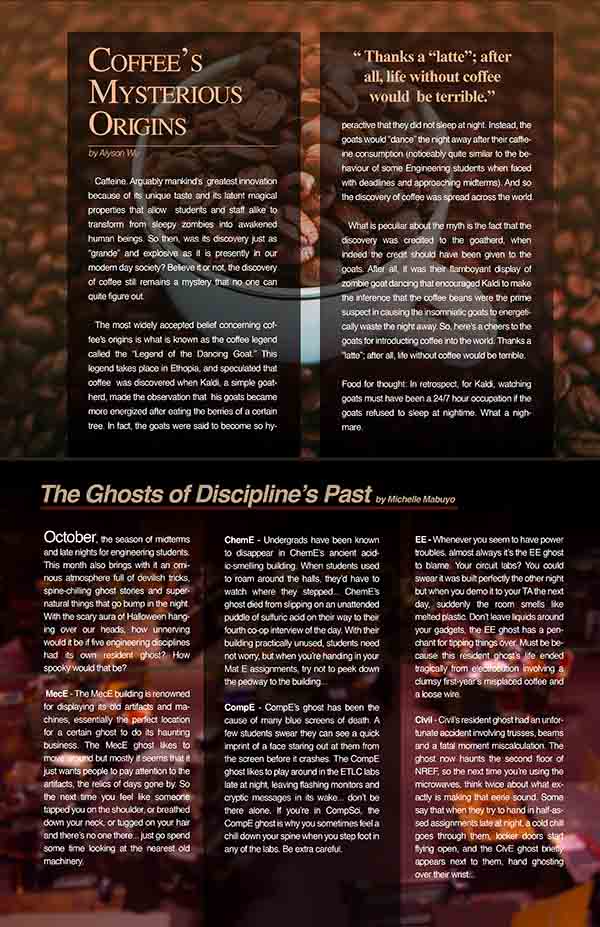 COFFEE'S
MYSTERIOUS
ORIGINS
by Alyson Wu
Caffeine. Arguably mankind's greatest innovation
because of its unique taste and its latent magical
properties that allow students and staff alike to
transform from sleepy zombies into awakened
human beings. So then, was its discovery just as
"grande" and explosive as it is presently in our
modern day society? Believe it or not, the discovery
of coffee still remains a mystery that no one can
quite figure out.
The most widely accepted belief concerning cof-
fee's origins is what is known as the coffee legend
called the "Legend of the Dancing Goat." This
legend takes place in Ethopia, and speculated that
coffee was discovered when Kaldi, a simple goat-
herd, made the observation that his goats became
more energized after eating the berries of a certain
tree. In fact, the goats were said to become so hy-
" Thanks a "latte"; after
all, life without coffee
would be terrible."
peractive that they did not sleep at night. Instead, the
goats would "dance" the night away after their caffe-
ine consumption (noticeably quite similar to the be-
haviour of some Engineering students when faced
with deadlines and approaching midterms). And so
the discovery of coffee was spread across the world.
What is peculiar about the myth is the fact that the
discovery was credited to the goatherd, when
indeed the credit should have been given to the
goats. After all, it was their flamboyant display of
zombie goat dancing that encouraged Kaldi to make
the inference that the coffee beans were the prime
suspect in causing the insomniatic goats to energeti-
cally waste the night away. So, here's a cheers to the
goats for introducting coffee into the world. Thanks a
"latte"; after all, life without coffee would be terrible.
Food for thought: In retrospect, for Kaldi, watching
goats must have been a 24/7 occupation if the
goats refused to sleep at nightime. What a nigh-
mare.
The Ghosts of Discipline's Past by Michelle Mabuyo
October, the season of midterms
and late nights for engineering students.
This month also brings with it an omi-
nous atmosphere full of devilish tricks,
spine-chilling ghost stories and super-
natural things that go bump in the night.
With the scary aura of Halloween hang-
ing over our heads, how unnerving
would it be if five engineering disciplines
had its own resident ghost? How
spooky would that be?
MecE - The MecE building is renowned
for displaying its old artifacts and ma-
chines, essentially the perfect location
for a certain ghost to do its haunting
business. The MecE ghost likes to
move around but mostly it seems that it
just wants people to pay attention to the
artifacts, the relics of days gone by. So
the next time you feel like someone
tapped you on the shoulder, or breathed
down your neck, or tugged on your hair
and there's no one there... just go spend
some time looking at the nearest old
machinery.
ChemE - Undergrads have been known
to disappear in ChemE's ancient acid-
ic-smelling building. When students used
to roam around the halls, they'd have to
watch where they stepped... ChemE's
ghost died from slipping on an unattended
puddle of sulfuric acid on their way to their
fourth co-op interview of the day. With their
building practically unused, students need
not worry, but when you're handing in your
Mat E assignments, try not to peek down
the pedway to the building...
CompE - CompE's ghost has been the
cause of many blue screens of death. A
few students swear they can see a quick
imprint of a face staring out at them from
the screen before it crashes. The CompE
ghost likes to play around in the ETLC labs
late at night, leaving flashing monitors and
cryptic messages in its wake... don't be
there alone. If you're in CompSci, the
CompE ghost is why you sometimes feel a
chill down your spine when you step foot in
any of the labs. Be extra careful.
EE - Whenever you seem to have power
troubles, almost always it's the EE ghost
to blame. Your circuit labs? You could
swear it was built perfectly the other night
but when you demo it to your TA the next
day, suddenly the room smells like
melted plastic. Don't leave liquids around
your gadgets, the EE ghost has a pen-
chant for tipping things over. Must be be-
cause this resident ghost's life ended
tragically from electrocution involving a
clumsy first-year's misplaced coffee and
a loose wire.
Civil - Civil's resident ghost had an unfor-
tunate accident involving trusses, beams
and a fatal moment miscalculation. The
ghost now haunts the second floor of
NREF, so the next time you're using the
microwaves, think twice about what ex-
actly is making that eerie sound. Some
say that when they try to hand in half-as-
sed assignments late at night, a cold chill
goes through them, locker doors start
flying open, and the CivE ghost briefly
appears next to them, hand ghosting
over their wrist...